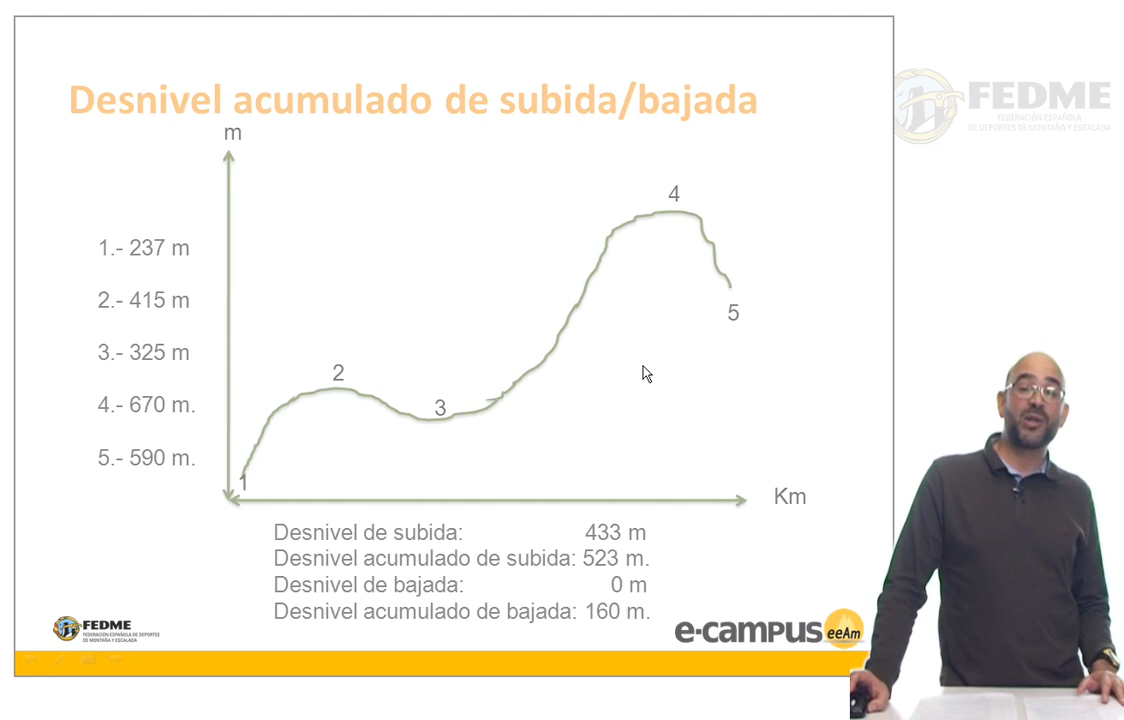 Desnivel acumulado de subida/bajada
FEDME
FEDERACIÓN ESPAÑOLA
DE DEPORTES DE MONTAÑA Y ESCALADA
m
4
1.- 237 m
2.- 415 m
5
3.- 325 m
2
4.- 670 m.
3
5.- 590 m.
1
Km
Desnivel de subida: 433 m
Desnivel acumulado de subida: 523 m.
Desnivel de bajada: 0 m
Desnivel acumulado de bajada: 160 m.
FEDME
FEDERACIÓN ESPAÑOLA DE DEPORTES
DE MONTAÑA Y ESCALADA
e-campus eeAm